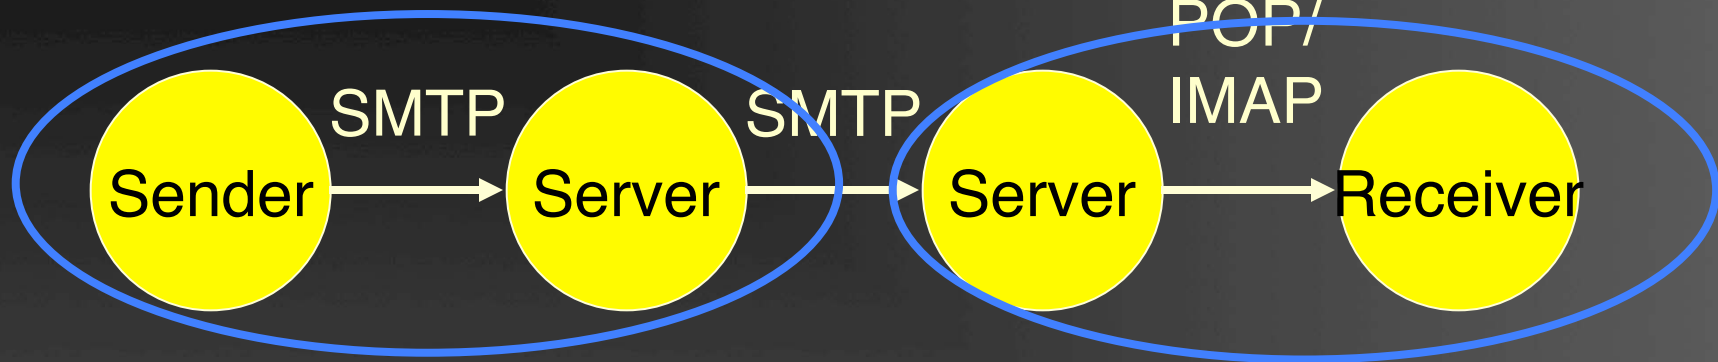 POP/
IMAP
SMTP
SMTP
Sender
Server
Server
Receiver